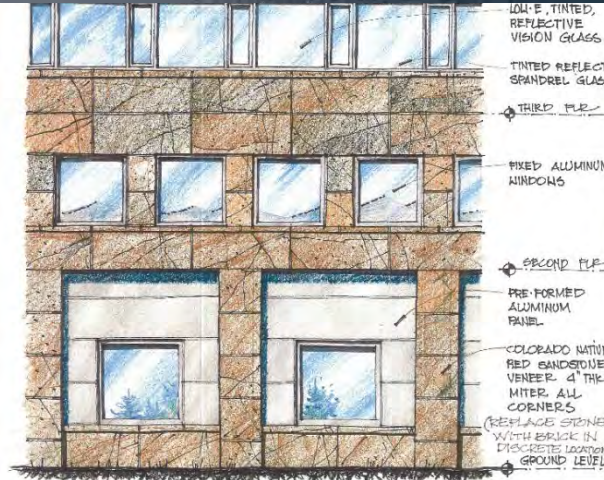 LOW-E, TINTED,
REFLECTIVE
VISION GLASS
TINTED REFLECT
SPANDREL GLAS
THIRD FLR
FIXED ALUMINUM
WINDOWS
SECOND FLR
PRE-FORMED
ALUMINUM
PANEL
COLORADO NATIVE
RED SANDSTONE
VENEER 4" THK
MITER ALL
CORNERS
(REPLACE STONE
WITH BRICK IN
DISCRETE LOCATION
GROUND LEVEL